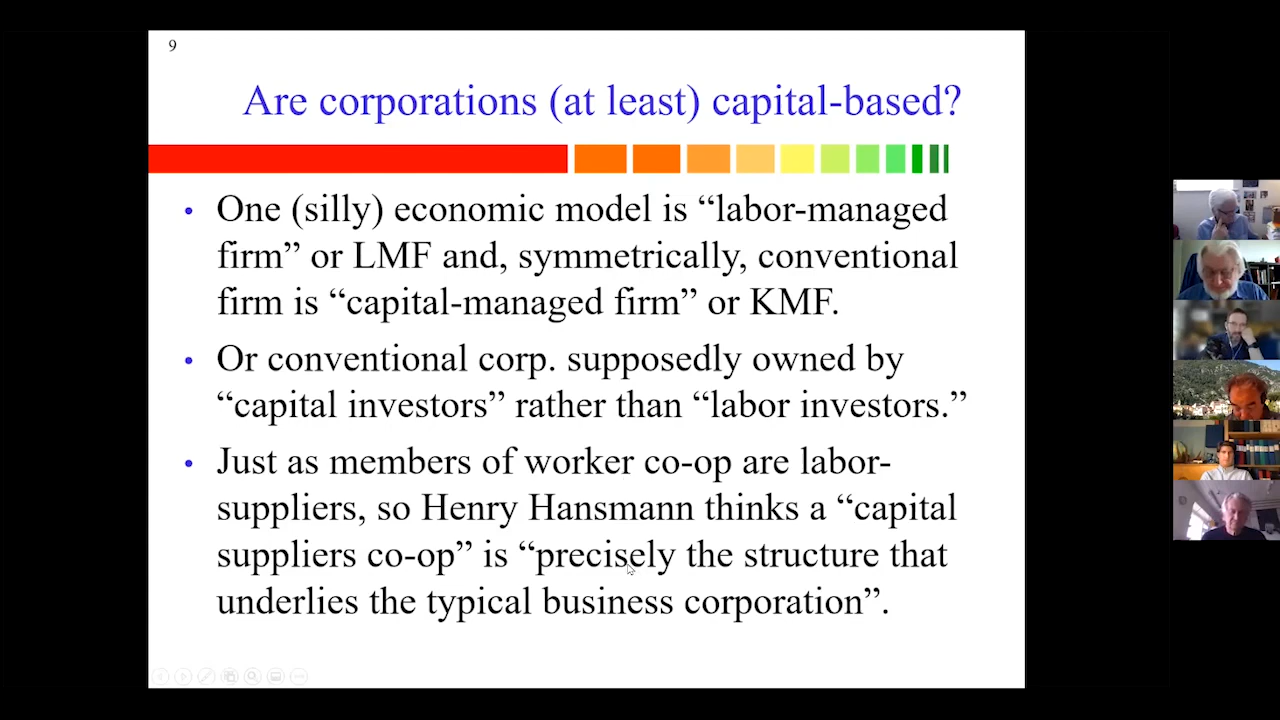 9
Are corporations (at least) capital-based?
• One (silly) economic model is “labor-managed
firm” or LMF and, symmetrically, conventional
firm is “capital-managed firm” or KMF.
• Or conventional corp. supposedly owned by
“capital investors” rather than “labor investors.”
• Just as members of worker co-op are labor-
suppliers, so Henry Hansmann thinks a “capital
suppliers co-op” is “precisely the structure that
underlies the typical business corporation”.